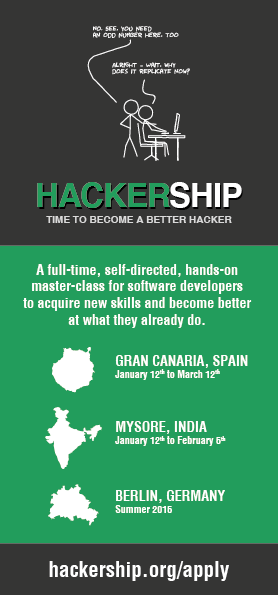 NO, SEE, YOU NEED
AN ODD NUMBER HERE, TOO
ALRIGHT - WAIT, WHY
DOES IT REPLICATE NOW?
HACKERSHIP
TIME TO BECOME A BETTER HACKER
A full-time, self-directed, hands-on
master-class for software developers
to acquire new skills and become better
at what they already do.
GRAN CANARIA, SPAIN
January 12th to March 12th
MYSORE, INDIA
January 12th to February 6th
BERLIN, GERMANY
Summer 2015
hackership.org/apply